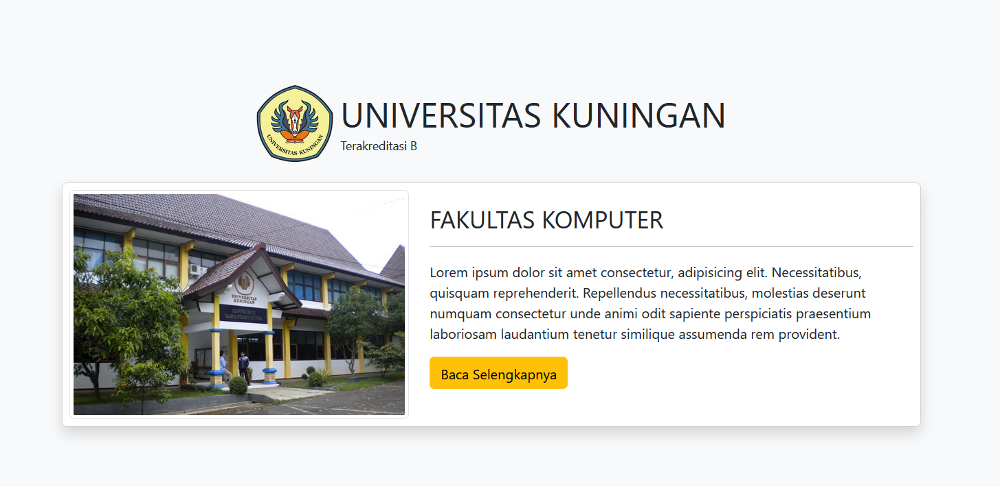 UNIVERSITAS KUNINGAN
UNIVERSITAS KUNINGAN
Terakreditasi B
UNIVERSITAS
KUNINGAN
FAKULTAS
ILMU KOMPUTER
FAKULTAS KOMPUTER
Lorem ipsum dolor sit amet consectetur, adipisicing elit. Necessitatibus,
quisquam reprehenderit. Repellendus necessitatibus, molestias deserunt
numquam consectetur unde animi odit sapiente perspiciatis praesentium
laboriosam laudantium tenetur similique assumenda rem provident.
Baca Selengkapnya